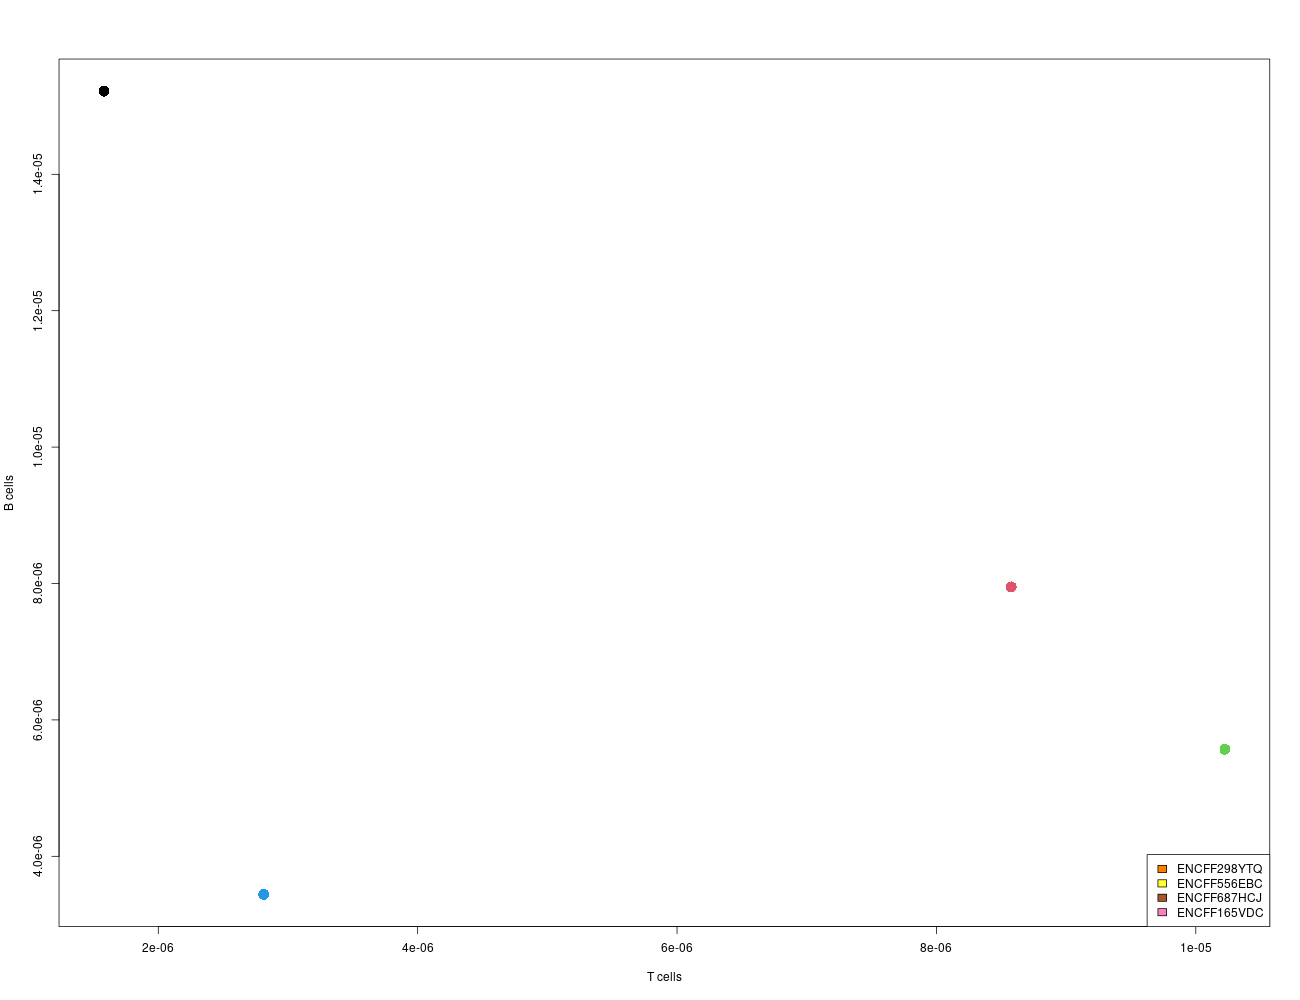 1.4e-05
1.2e-05
1.0e-05
8.0e-06
6.0e-06
4.0e-06
B cells
ENCFF298YTQ
ENCFF556EBC
ENCFF687HCJ
ENCFF165VDC
2e-06 4e-06 6e-06 8e-06 1e-05
T cells